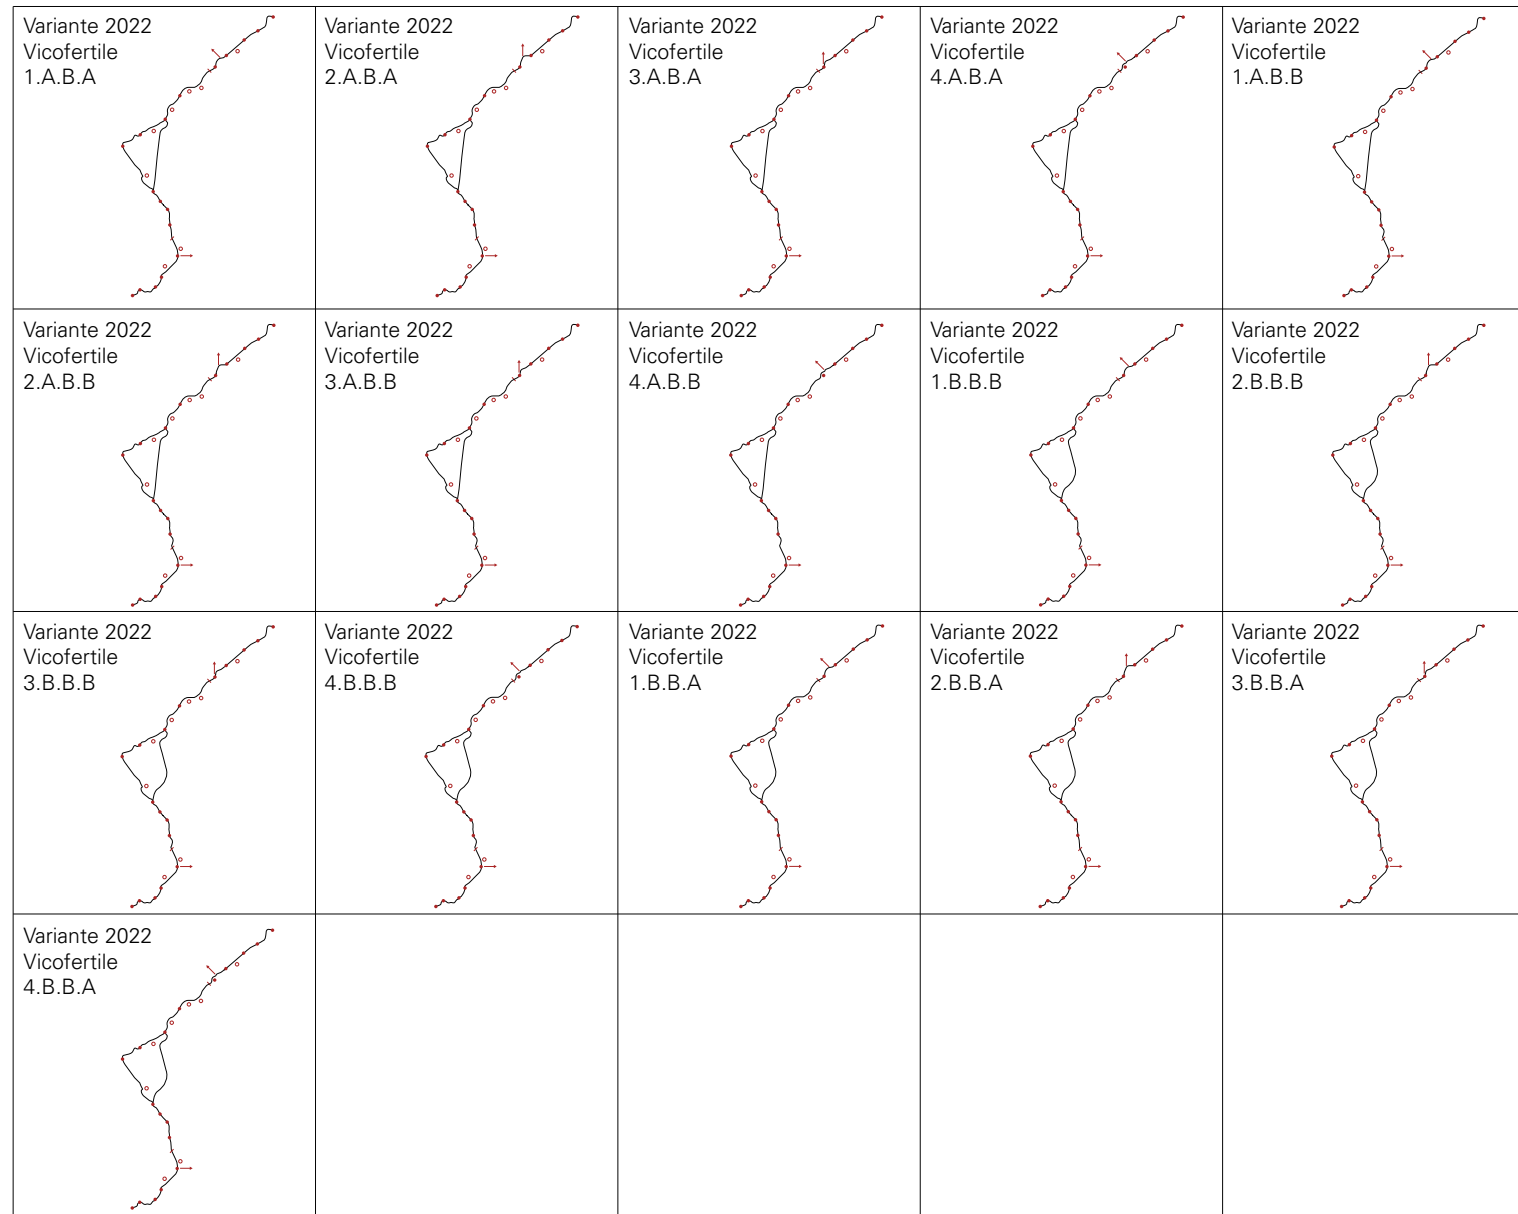 Variante 2022
Vicofertile
1.A.B.A
Variante 2022
Vicofertile
2.A.B.A
Variante 2022
Vicofertile
3.A.B.A
Variante 2022
Vicofertile
4.A.B.A
Variante 2022
Vicofertile
1.A.B.B
Variante 2022
Vicofertile
2.A.B.B
Variante 2022
Vicofertile
3.A.B.B
Variante 2022
Vicofertile
4.A.B.B
Variante 2022
Vicofertile
1.B.B.B
Variante 2022
Vicofertile
2.B.B.B
Variante 2022
Vicofertile
3.B.B.B
Variante 2022
Vicofertile
4.B.B.B
Variante 2022
Vicofertile
1.B.B.A
Variante 2022
Vicofertile
2.B.B.A
Variante 2022
Vicofertile
3.B.B.A
Variante 2022
Vicofertile
4.B.B.A